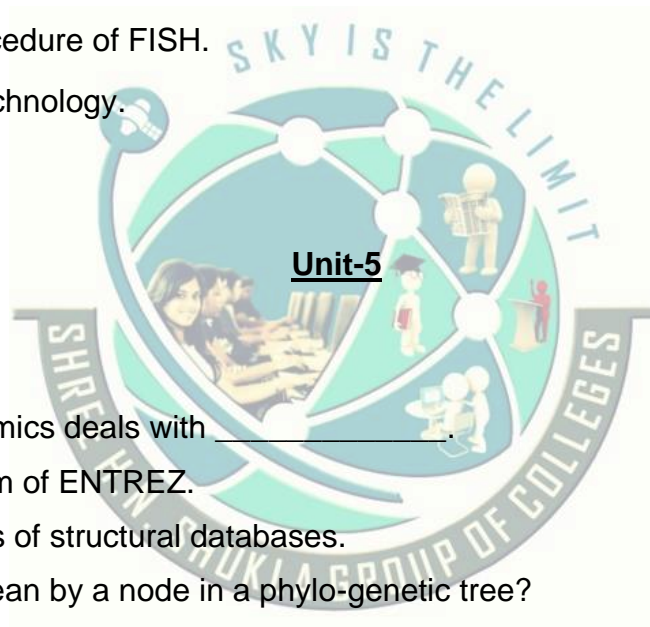 cedure of FISH.
SKY IS THE LIMIT
chnology.
Unit-5
mics deals with ______________.
m of ENTREZ.
s of structural databases.
ean by a node in a phylo-genetic tree?
SHREE H.N. SHUKLA GROUP OF COLLEGES